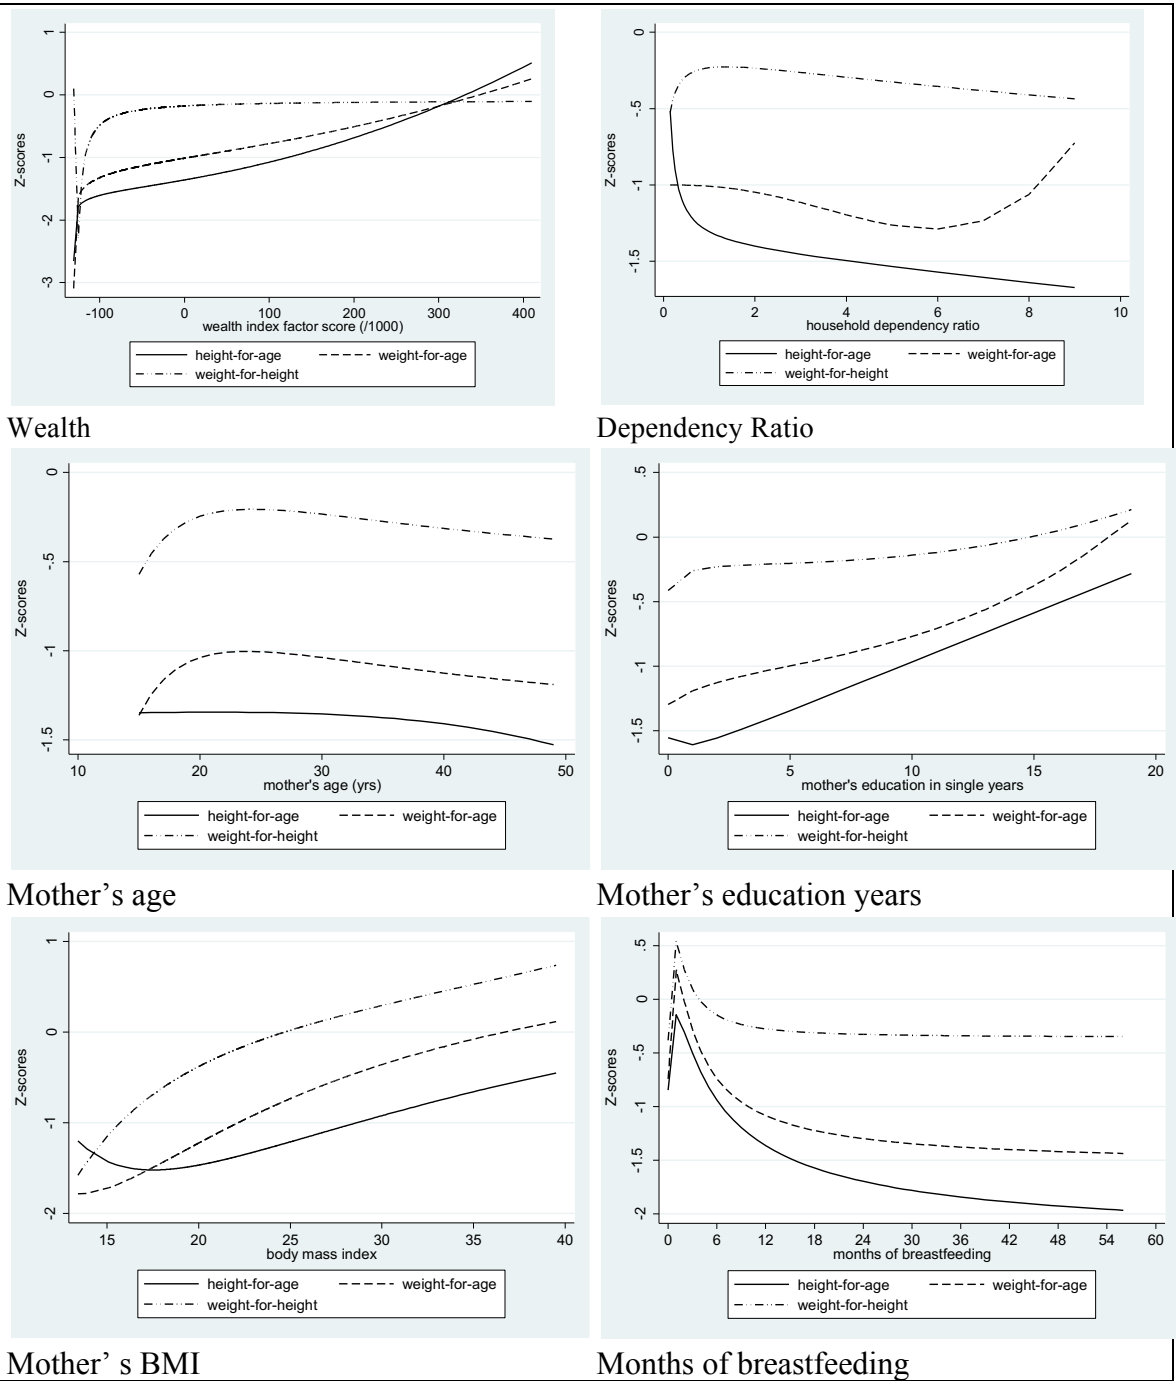 1
0
-1
-2
-3
Z-scores
-100 0 100 200 300 400
wealth index factor score (/1000)
height-for-age weight-for-age
weight-for-height
Wealth
0
-.5
-1
-1.5
Z-scores
0 2 4 6 8 10
household dependency ratio
height-for-age weight-for-age
weight-for-height
Dependency Ratio
0
-.5
-1
-1.5
Z-scores
10 20 30 40 50
mother's age (yrs)
height-for-age weight-for-age
weight-for-height
Mother’s age
.5
0
-.5
-1
-1.5
Z-scores
0 5 10 15 20
mother's education in single years
height-for-age weight-for-age
weight-for-height
Mother’s education years
1
0
-1
-2
Z-scores
15 20 25 30 35 40
body mass index
height-for-age weight-for-age
weight-for-height
Mother’ s BMI
.5
0
-.5
-1
-1.5
-2
Z-scores
0 6 12 18 24 30 36 42 48 54 60
months of breastfeeding
height-for-age weight-for-age
weight-for-height
Months of breastfeeding